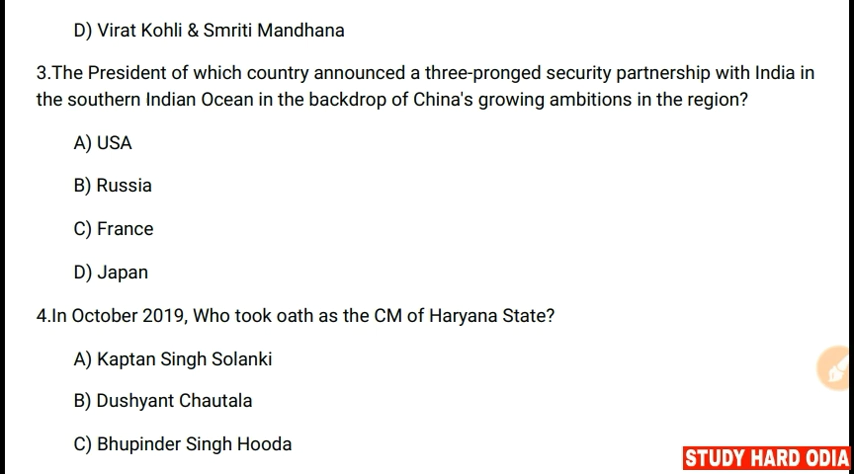 D) Virat Kohli & Smriti Mandhana
3.The President of which country announced a three-pronged security partnership with India in
the southern Indian Ocean in the backdrop of China's growing ambitions in the region?
A) USA
B) Russia
C) France
D) Japan
4.In October 2019, Who took oath as the CM of Haryana State?
A) Kaptan Singh Solanki
B) Dushyant Chautala
C) Bhupinder Singh Hooda
STUDY HARD ODIA